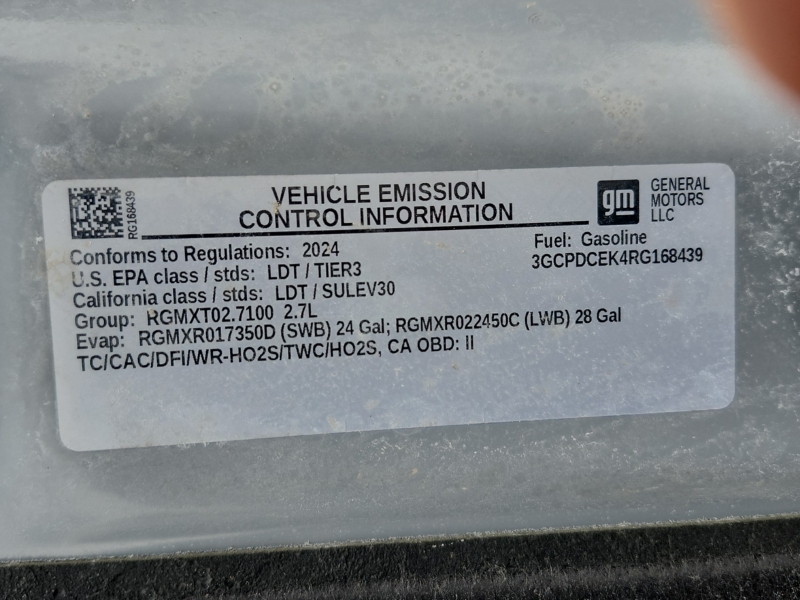 VEHICLE EMISSION
CONTROL INFORMATION
gm
GENERAL
MOTORS
LLC
RG168439
Conforms to Regulations: 2024
Fuel: Gasoline
U.S. EPA class / stds: LDT / TIER3
3GCPDCEK4RG168439
California class / stds: LDT / SULEV30
Group: RGMXT02.7100 2.7L
Evap: RGMXR017350D (SWB) 24 Gal; RGMXR022450C (LWB) 28 Gal
TC/CAC/DFI/WR-HO2S/TWC/HO2S, CA OBD: II